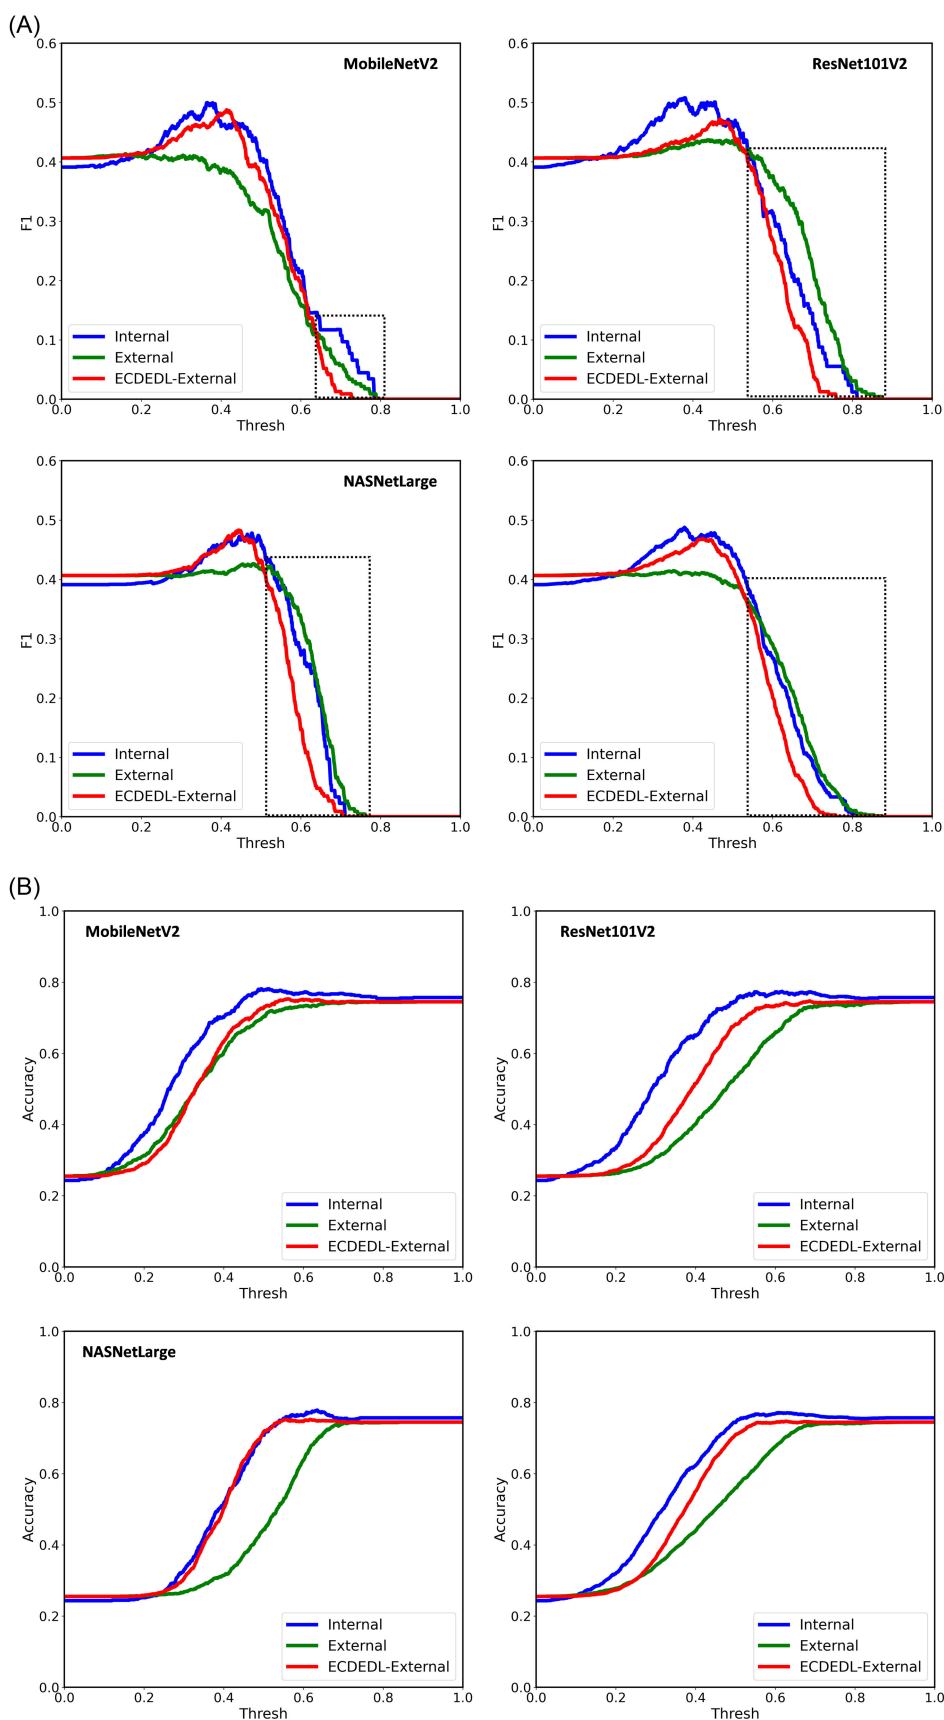 (A)
MobileNetV2
0.6
0.5
0.4
0.3
0.2
0.1
0.0
F1
Internal
External
ECDEDL-External
0.0 0.2 0.4 0.6 0.8 1.0
Thresh
ResNet101V2
0.6
0.5
0.4
0.3
0.2
0.1
0.0
F1
Internal
External
ECDEDL-External
0.0 0.2 0.4 0.6 0.8 1.0
Thresh
NASNetLarge
0.6
0.5
0.4
0.3
0.2
0.1
0.0
F1
Internal
External
ECDEDL-External
0.0 0.2 0.4 0.6 0.8 1.0
Thresh
0.6
0.5
0.4
0.3
0.2
0.1
0.0
F1
Internal
External
ECDEDL-External
0.0 0.2 0.4 0.6 0.8 1.0
Thresh
(B)
MobileNetV2
1.0
0.8
0.6
0.4
0.2
0.0
Accuracy
Internal
External
ECDEDL-External
0.0 0.2 0.4 0.6 0.8 1.0
Thresh
ResNet101V2
1.0
0.8
0.6
0.4
0.2
0.0
Accuracy
Internal
External
ECDEDL-External
0.0 0.2 0.4 0.6 0.8 1.0
Thresh
NASNetLarge
1.0
0.8
0.6
0.4
0.2
0.0
Accuracy
Internal
External
ECDEDL-External
0.0 0.2 0.4 0.6 0.8 1.0
Thresh
1.0
0.8
0.6
0.4
0.2
0.0
Accuracy
Internal
External
ECDEDL-External
0.0 0.2 0.4 0.6 0.8 1.0
Thresh